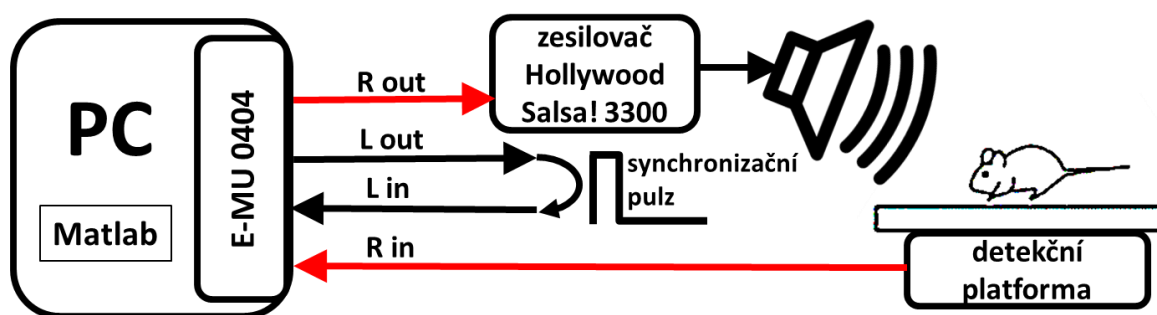 PC
Matlab
E-MU 0404
R out
L out
L in
R in
zesilovač
Hollywood
Salsa! 3300
synchronizační
pulz
detekční
platforma